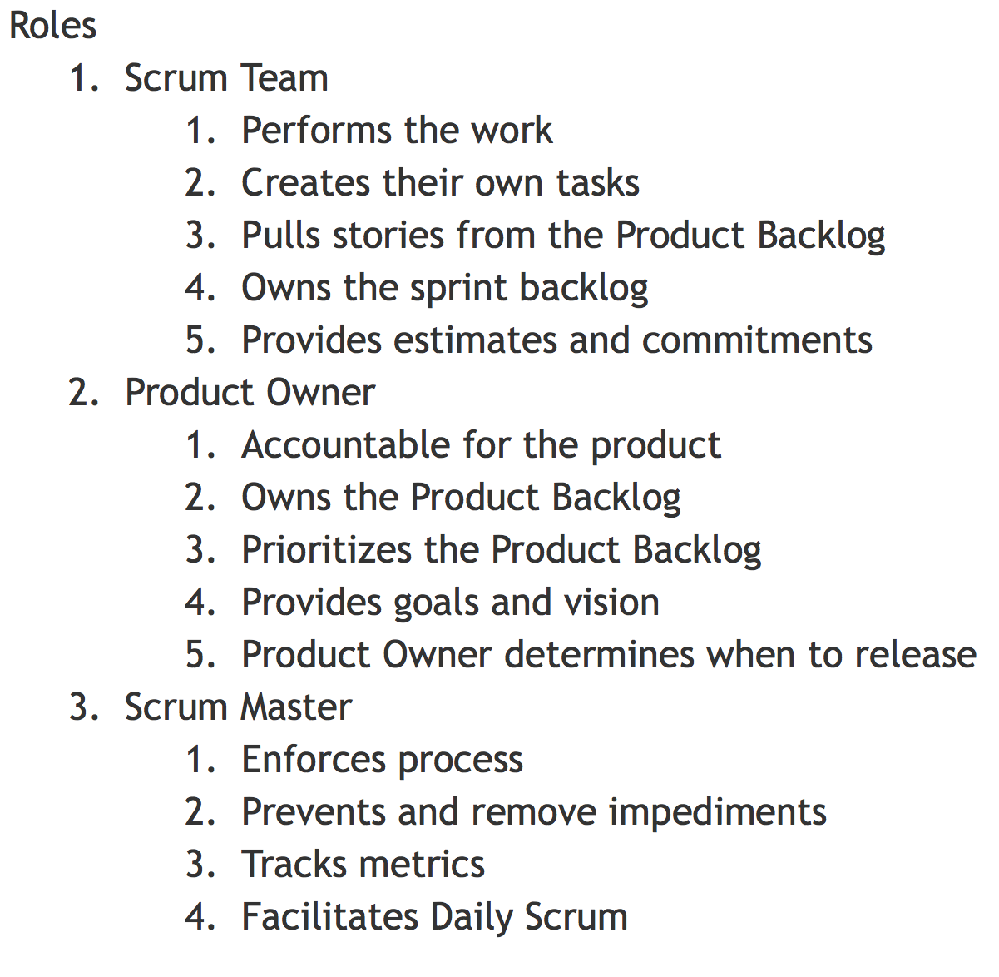 Roles
1. Scrum Team
1. Performs the work
2. Creates their own tasks
3. Pulls stories from the Product Backlog
4. Owns the sprint backlog
5. Provides estimates and commitments
2. Product Owner
1. Accountable for the product
2. Owns the Product Backlog
3. Prioritizes the Product Backlog
4. Provides goals and vision
5. Product Owner determines when to release
3. Scrum Master
1. Enforces process
2. Prevents and remove impediments
3. Tracks metrics
4. Facilitates Daily Scrum